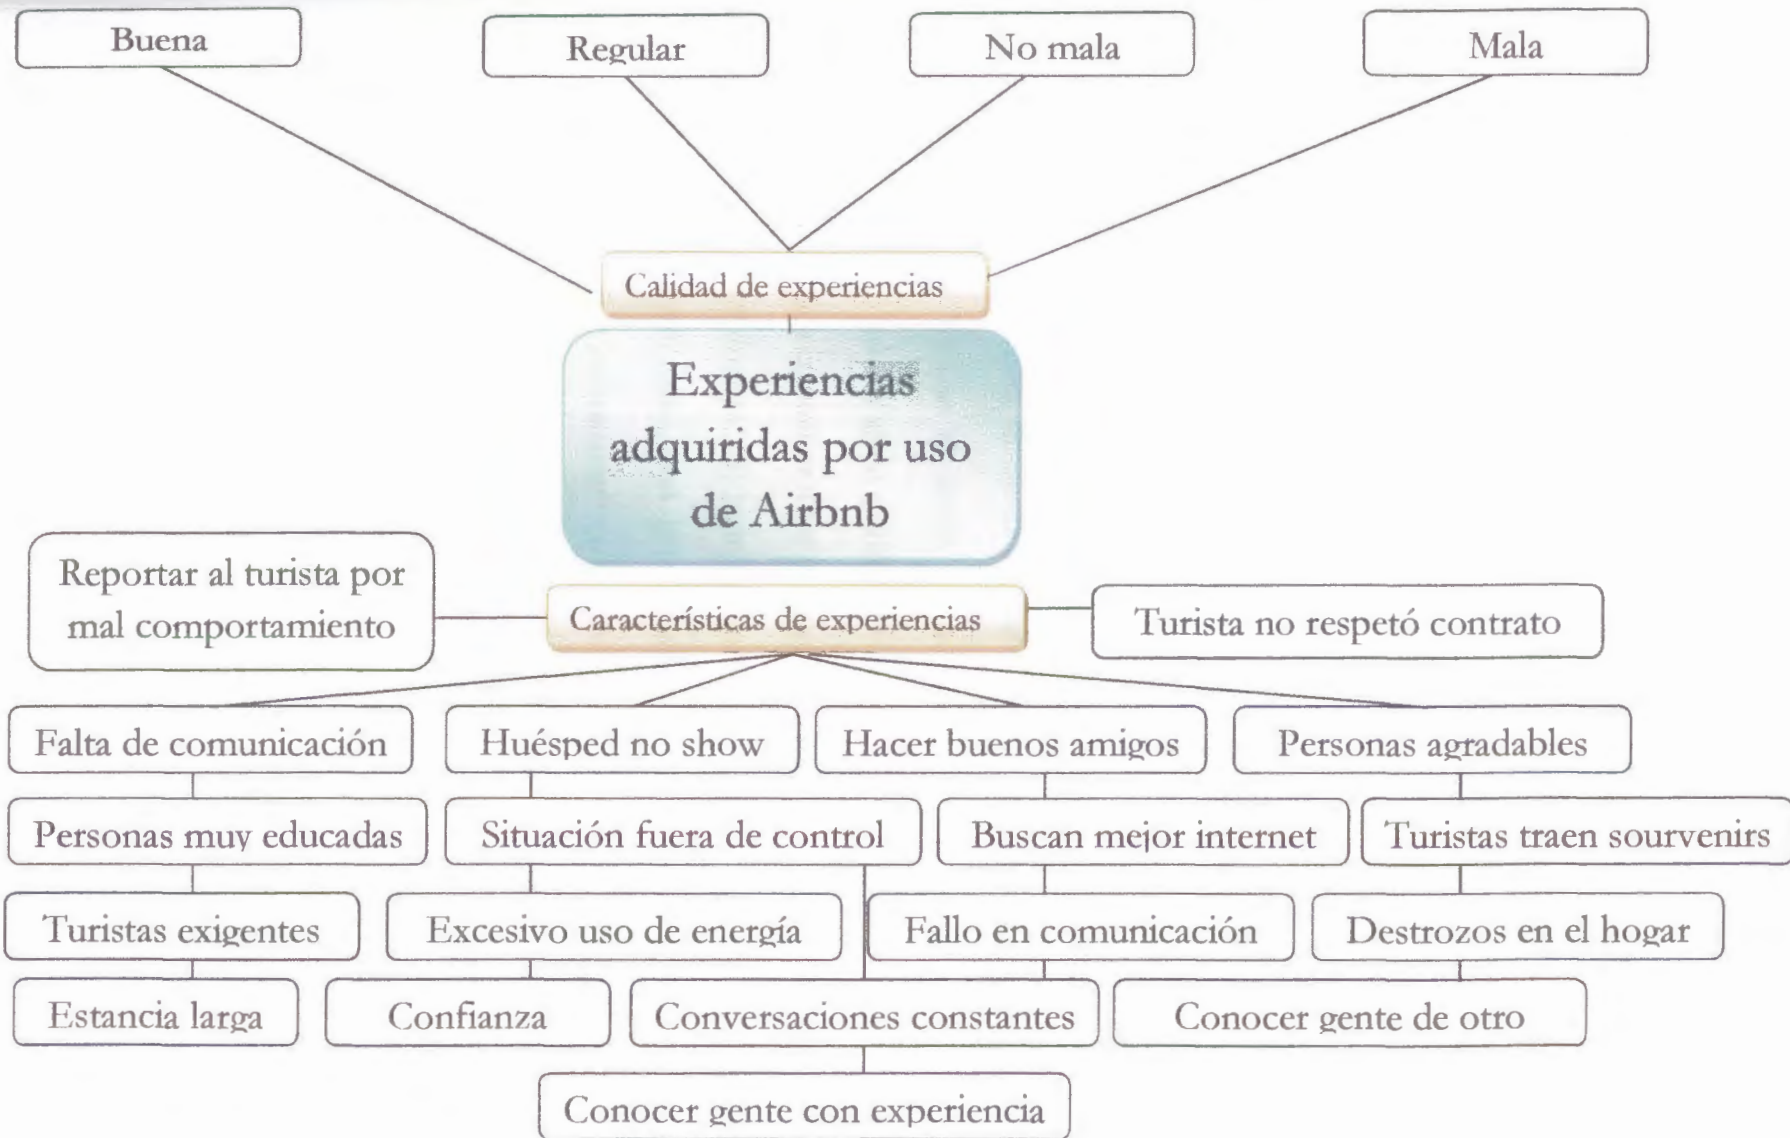 Buena
Regular
No mala
Mala
Calidad de experiencias
Experiencias
adquiridas por uso
de Airbnb
Reportar al turista por
mal comportamiento
Características de experiencias
Turista no respetó contrato
Falta de comunicación
Huésped no show
Hacer buenos amigos
Personas agradables
Personas muy educadas
Situación fuera de control
Buscan mejor internet
Turistas traen sourvenirs
Turistas exigentes
Excesivo uso de energía
Fallo en comunicación
Destrozos en el hogar
Estancia larga
Confianza
Conversaciones constantes
Conocer gente de otro
Conocer gente con experiencia